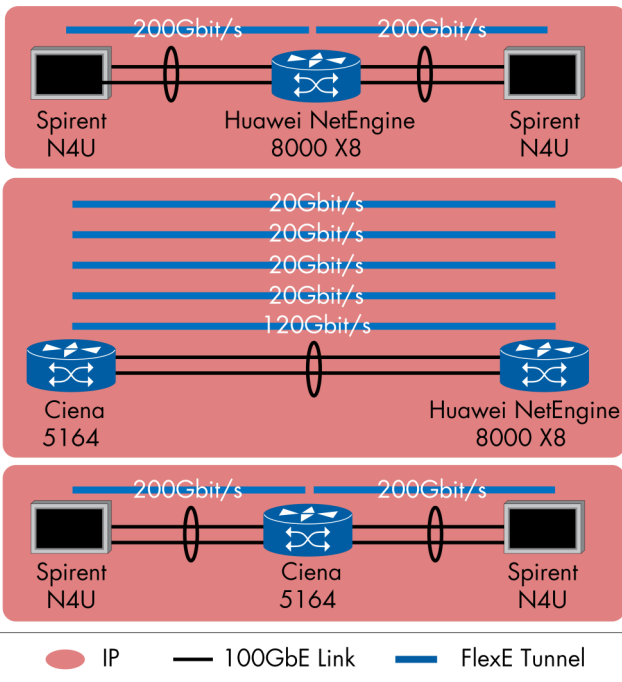 200Gbit/s 200Gbit/s
Spirent N4U
Huawei NetEngine 8000 X8
Spirent N4U
20Gbit/s
20Gbit/s
20Gbit/s
20Gbit/s
120Gbit/s
Ciena 5164
Huawei NetEngine 8000 X8
200Gbit/s 200Gbit/s
Spirent N4U
Ciena 5164
Spirent N4U
IP 100GbE Link FlexE Tunnel